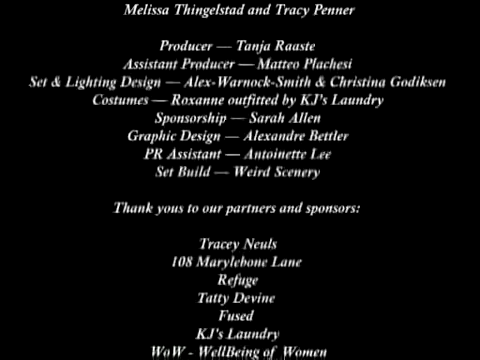 Melissa Thingelstad and Tracy Penner
Producer — Tanja Raaste
Assistant Producer — Matteo Plachesi
Set & Lighting Design — Alex-Warnock-Smith & Christina Godiksen
Costumes — Roxanne outfitted by KJ's Laundry
Sponsorship — Sarah Allen
Graphic Design — Alexandre Bettler
PR Assistant — Antoinette Lee
Set Build — Weird Scenery
Thank yous to our partners and sponsors:
Tracey Neuls
108 Marylebone Lane
Refuge
Tatty Devine
Fused
KJ's Laundry
WoW - WellBeing of Women